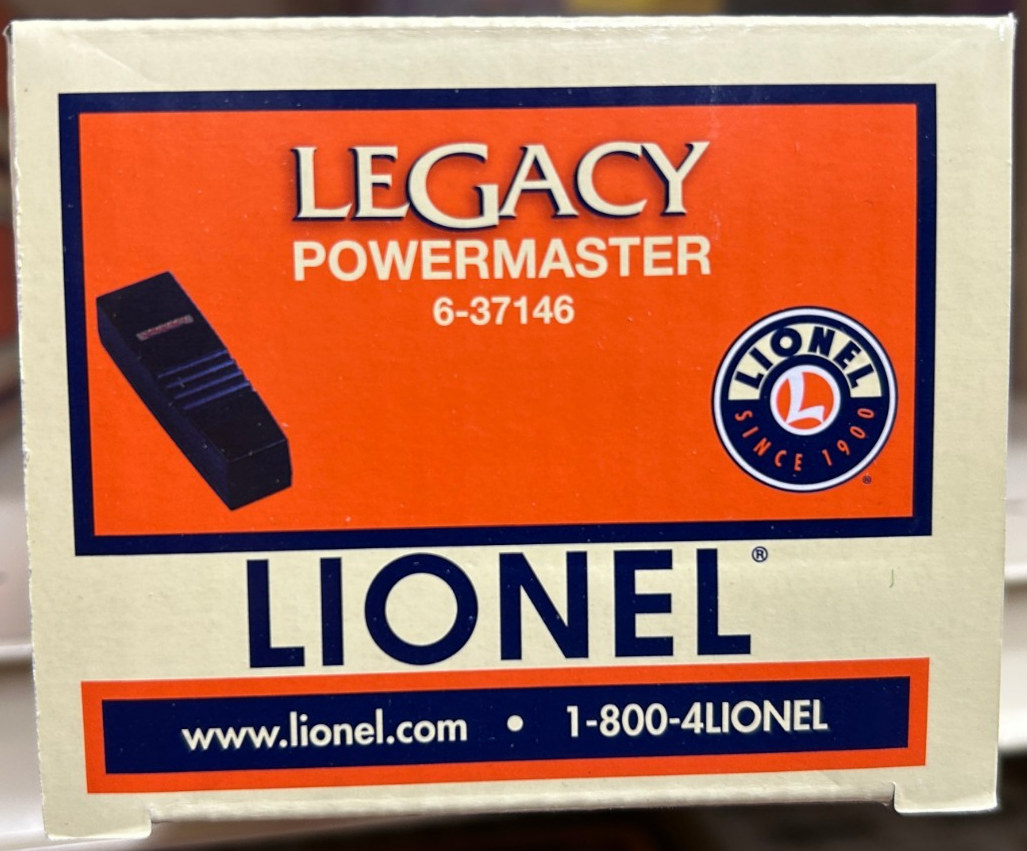 LEGACY
POWERMASTER
6-37146
LIONEL
L
SINCE 1900
®
LIONEL®
www.lionel.com • 1-800-4LIONEL